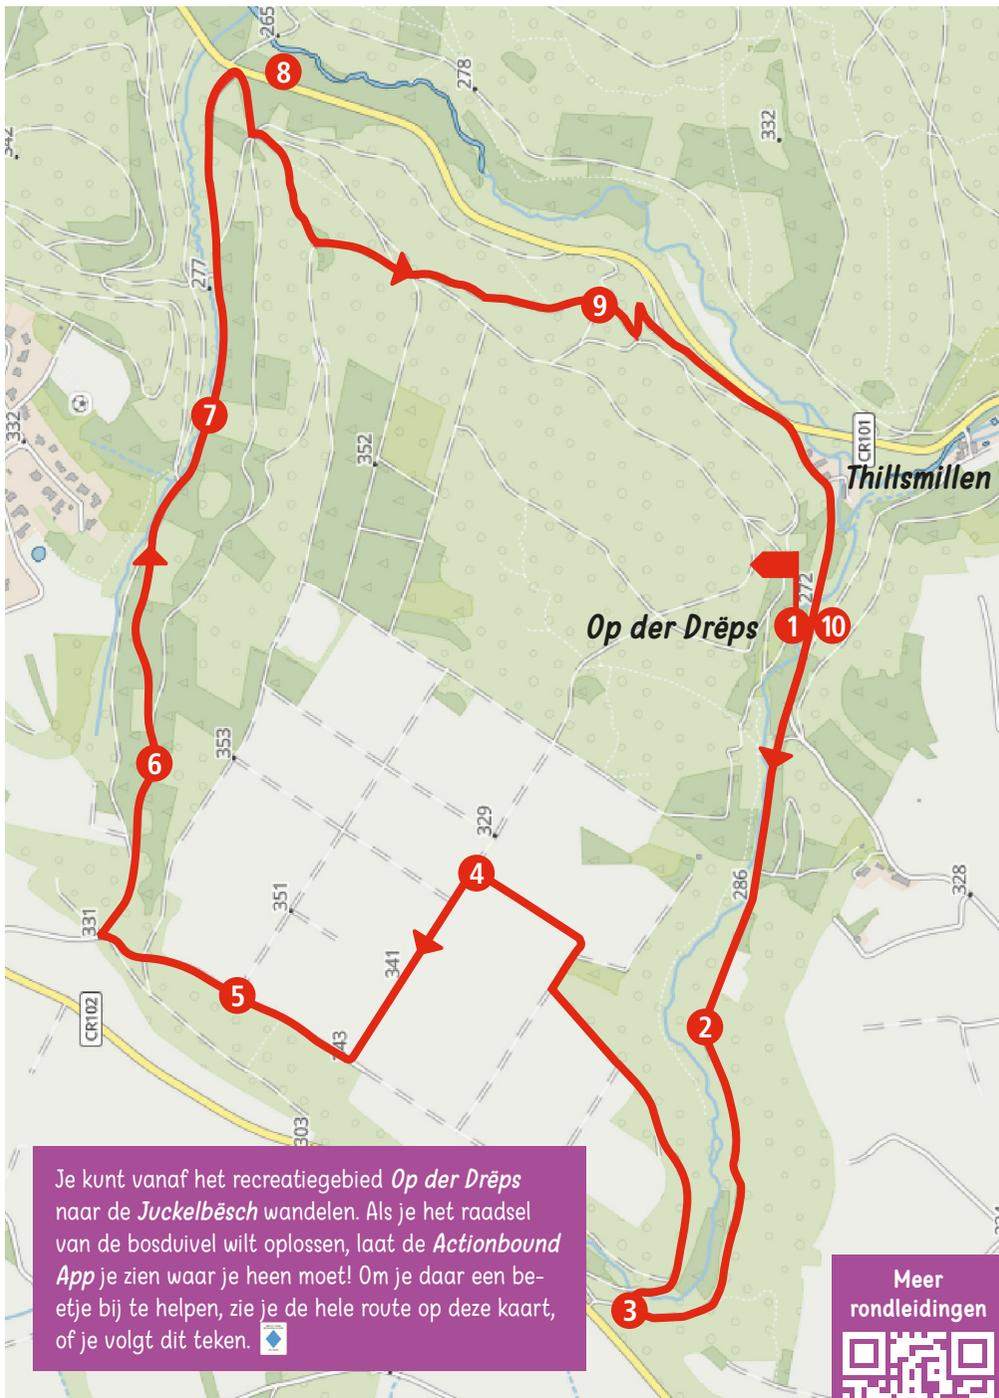 265
8
278
332
342
277
9
7
332
352
CR101
Thillsmillen
272
Op der Drëps
1
10
6
353
329
4
286
328
351
331
341
5
CR102
2
303
3
Je kunt vanaf het recreatiegebied Op der Drëps
naar de Juckelbësch wandelen. Als je het raadsel
van de bosduivel wilt oplossen, laat de Actionbound
App je zien waar je heen moet! Om je daar een be-
etje bij te helpen, zie je de hele route op deze kaart,
of je volgt dit teken.
Meer
rondleidingen